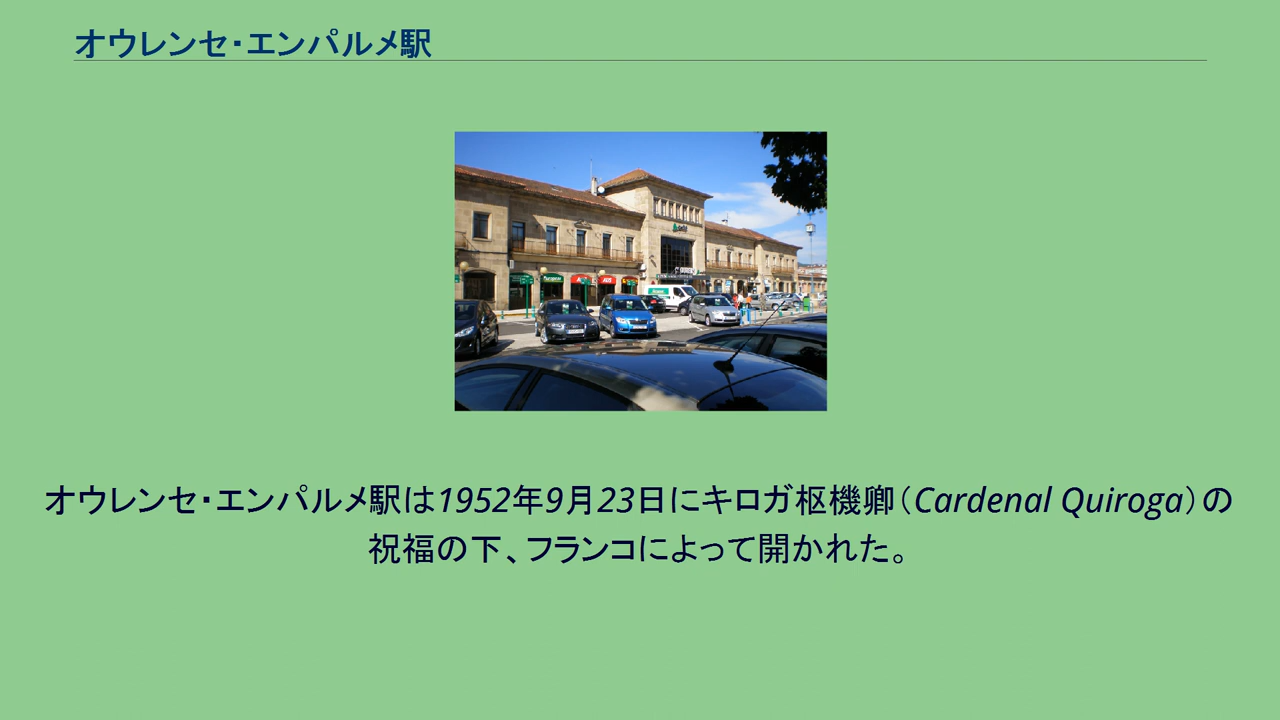 オウレンセ・エンパルメ駅
オウレンセ・エンパルメ駅は1952年9月23日にキロガ枢機卿（Cardenal Quiroga）の
祝福の下、フランコによって開かれた。